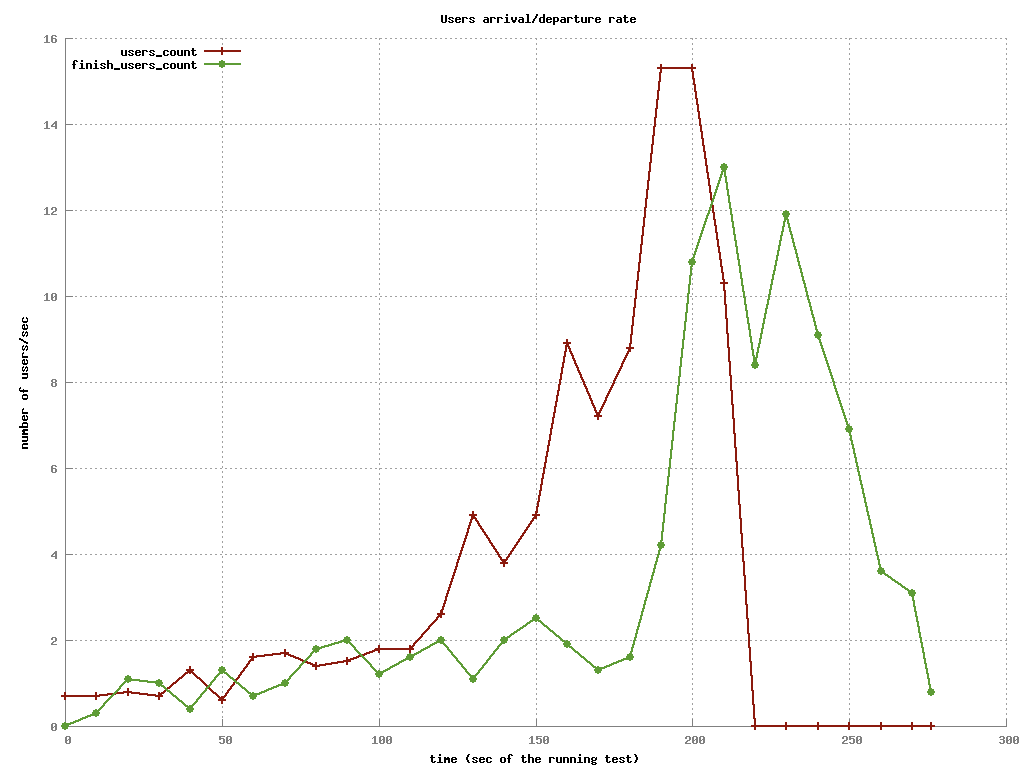 Users arrival/departure rate
users_count
finish_users_count
16
14
12
10
8
6
4
2
0
number of users/sec
0 50 100 150 200 250 300
time (sec of the running test)